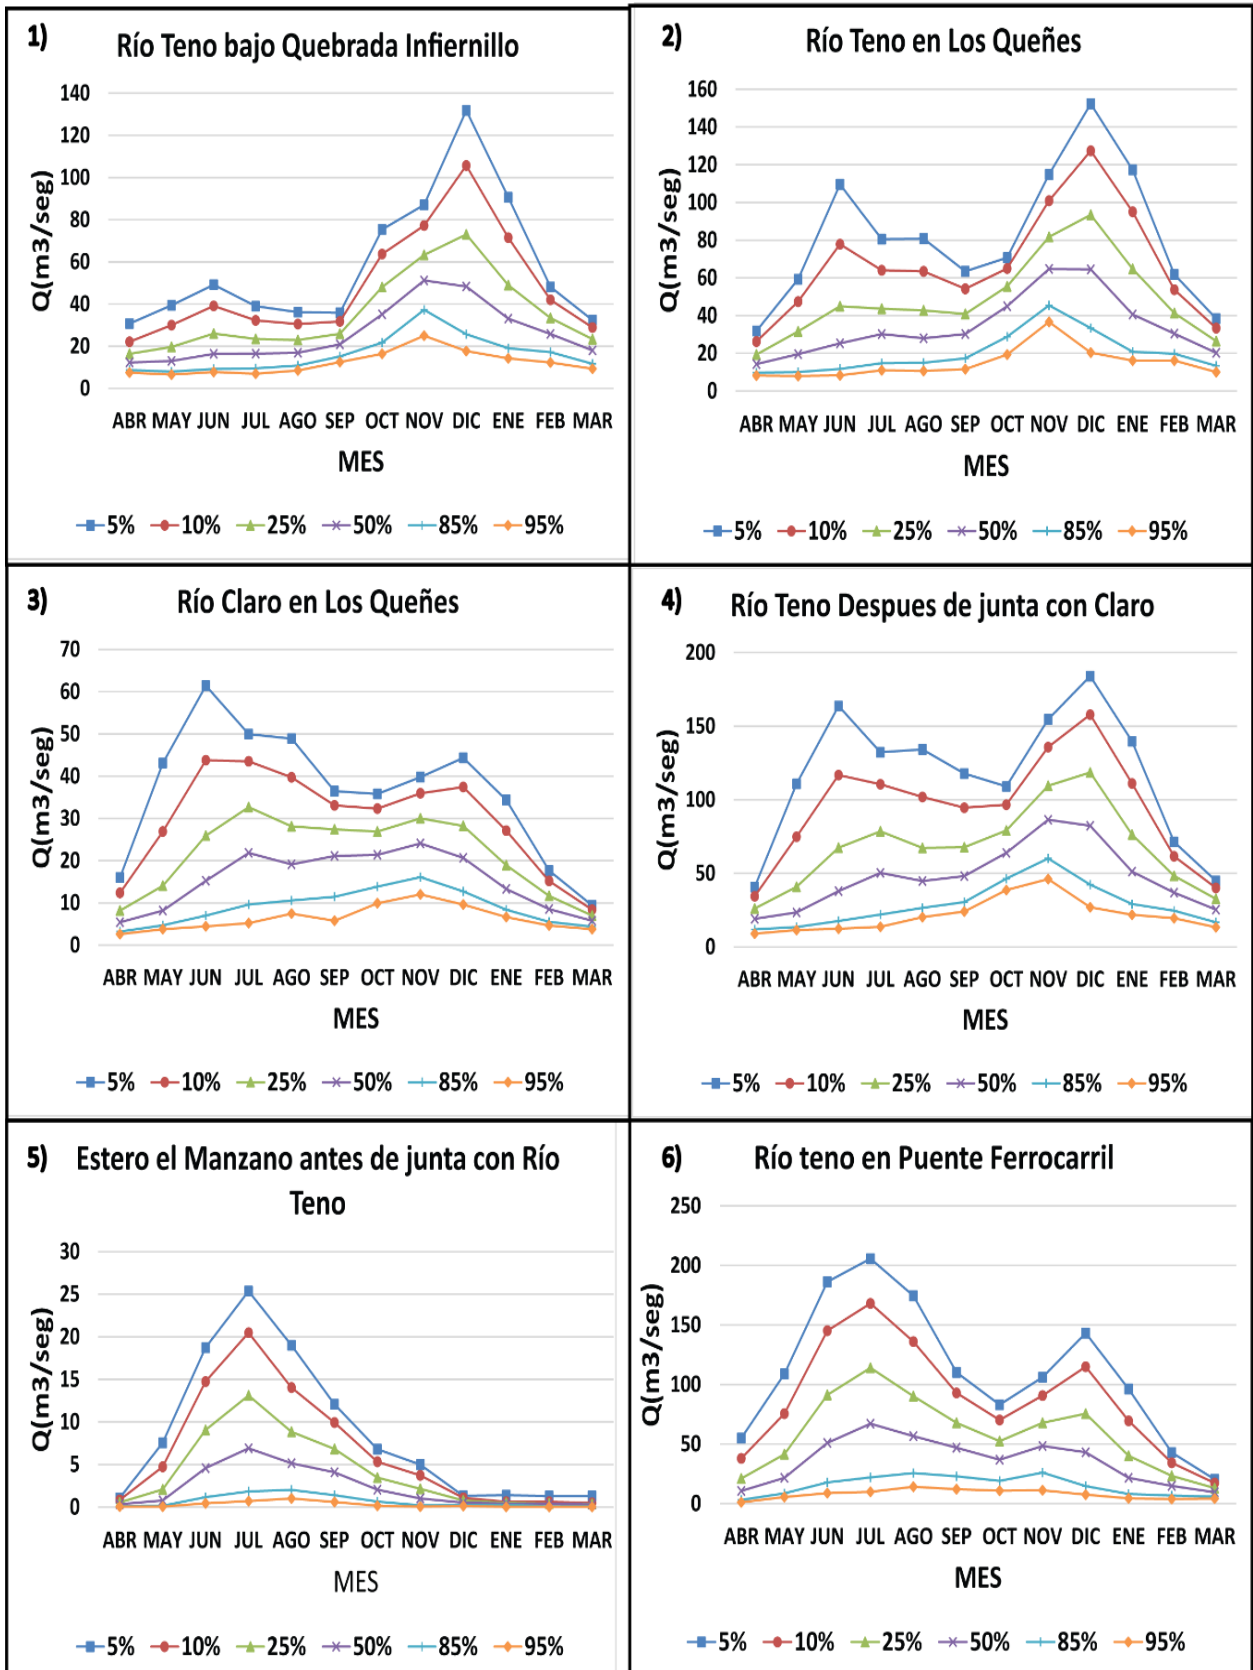 1)
Río Teno bajo Quebrada Infiernillo
140
120
100
80
60
40
20
0
Q(m3/seg)
ABR MAY JUN JUL AGO SEP OCT NOV DIC ENE FEB MAR
MES
5% 10% 25% 50% 85% 95%
2)
Río Teno en Los Queñes
160
140
120
100
80
60
40
20
0
Q(m3/seg)
ABR MAY JUN JUL AGO SEP OCT NOV DIC ENE FEB MAR
MES
5% 10% 25% 50% 85% 95%
3)
Río Claro en Los Queñes
70
60
50
40
30
20
10
0
Q(m3/seg)
ABR MAY JUN JUL AGO SEP OCT NOV DIC ENE FEB MAR
MES
5% 10% 25% 50% 85% 95%
4)
Río Teno Despues de junta con Claro
200
150
100
50
0
Q(m3/seg)
ABR MAY JUN JUL AGO SEP OCT NOV DIC ENE FEB MAR
MES
5% 10% 25% 50% 85% 95%
5)
Estero el Manzano antes de junta con Río
Teno
30
25
20
15
10
5
0
Q(m3/seg)
ABR MAY JUN JUL AGO SEP OCT NOV DIC ENE FEB MAR
MES
5% 10% 25% 50% 85% 95%
6)
Río teno en Puente Ferrocarril
250
200
150
100
50
0
Q(m3/seg)
ABR MAY JUN JUL AGO SEP OCT NOV DIC ENE FEB MAR
MES
5% 10% 25% 50% 85% 95%